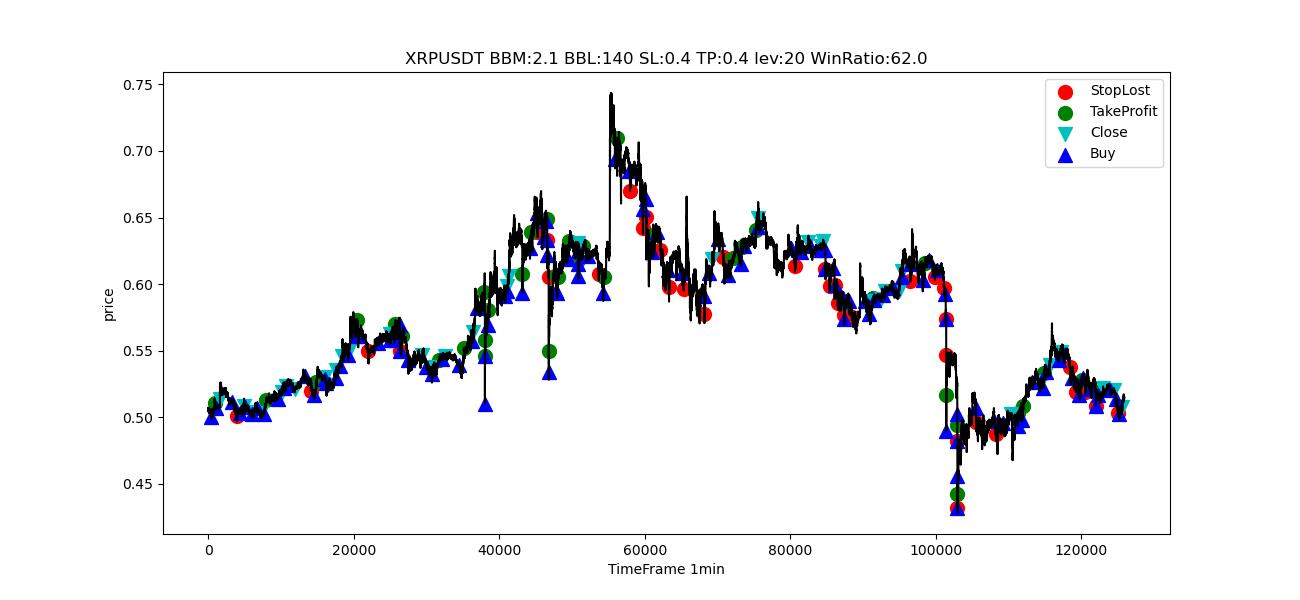 XRPUSDT BBM:2.1 BBL:140 SL:0.4 TP:0.4 lev:20 WinRatio:62.0
StopLost
TakeProfit
Close
Buy
price
0.75
0.70
0.65
0.60
0.55
0.50
0.45
0 20000 40000 60000 80000 100000 120000
TimeFrame 1min